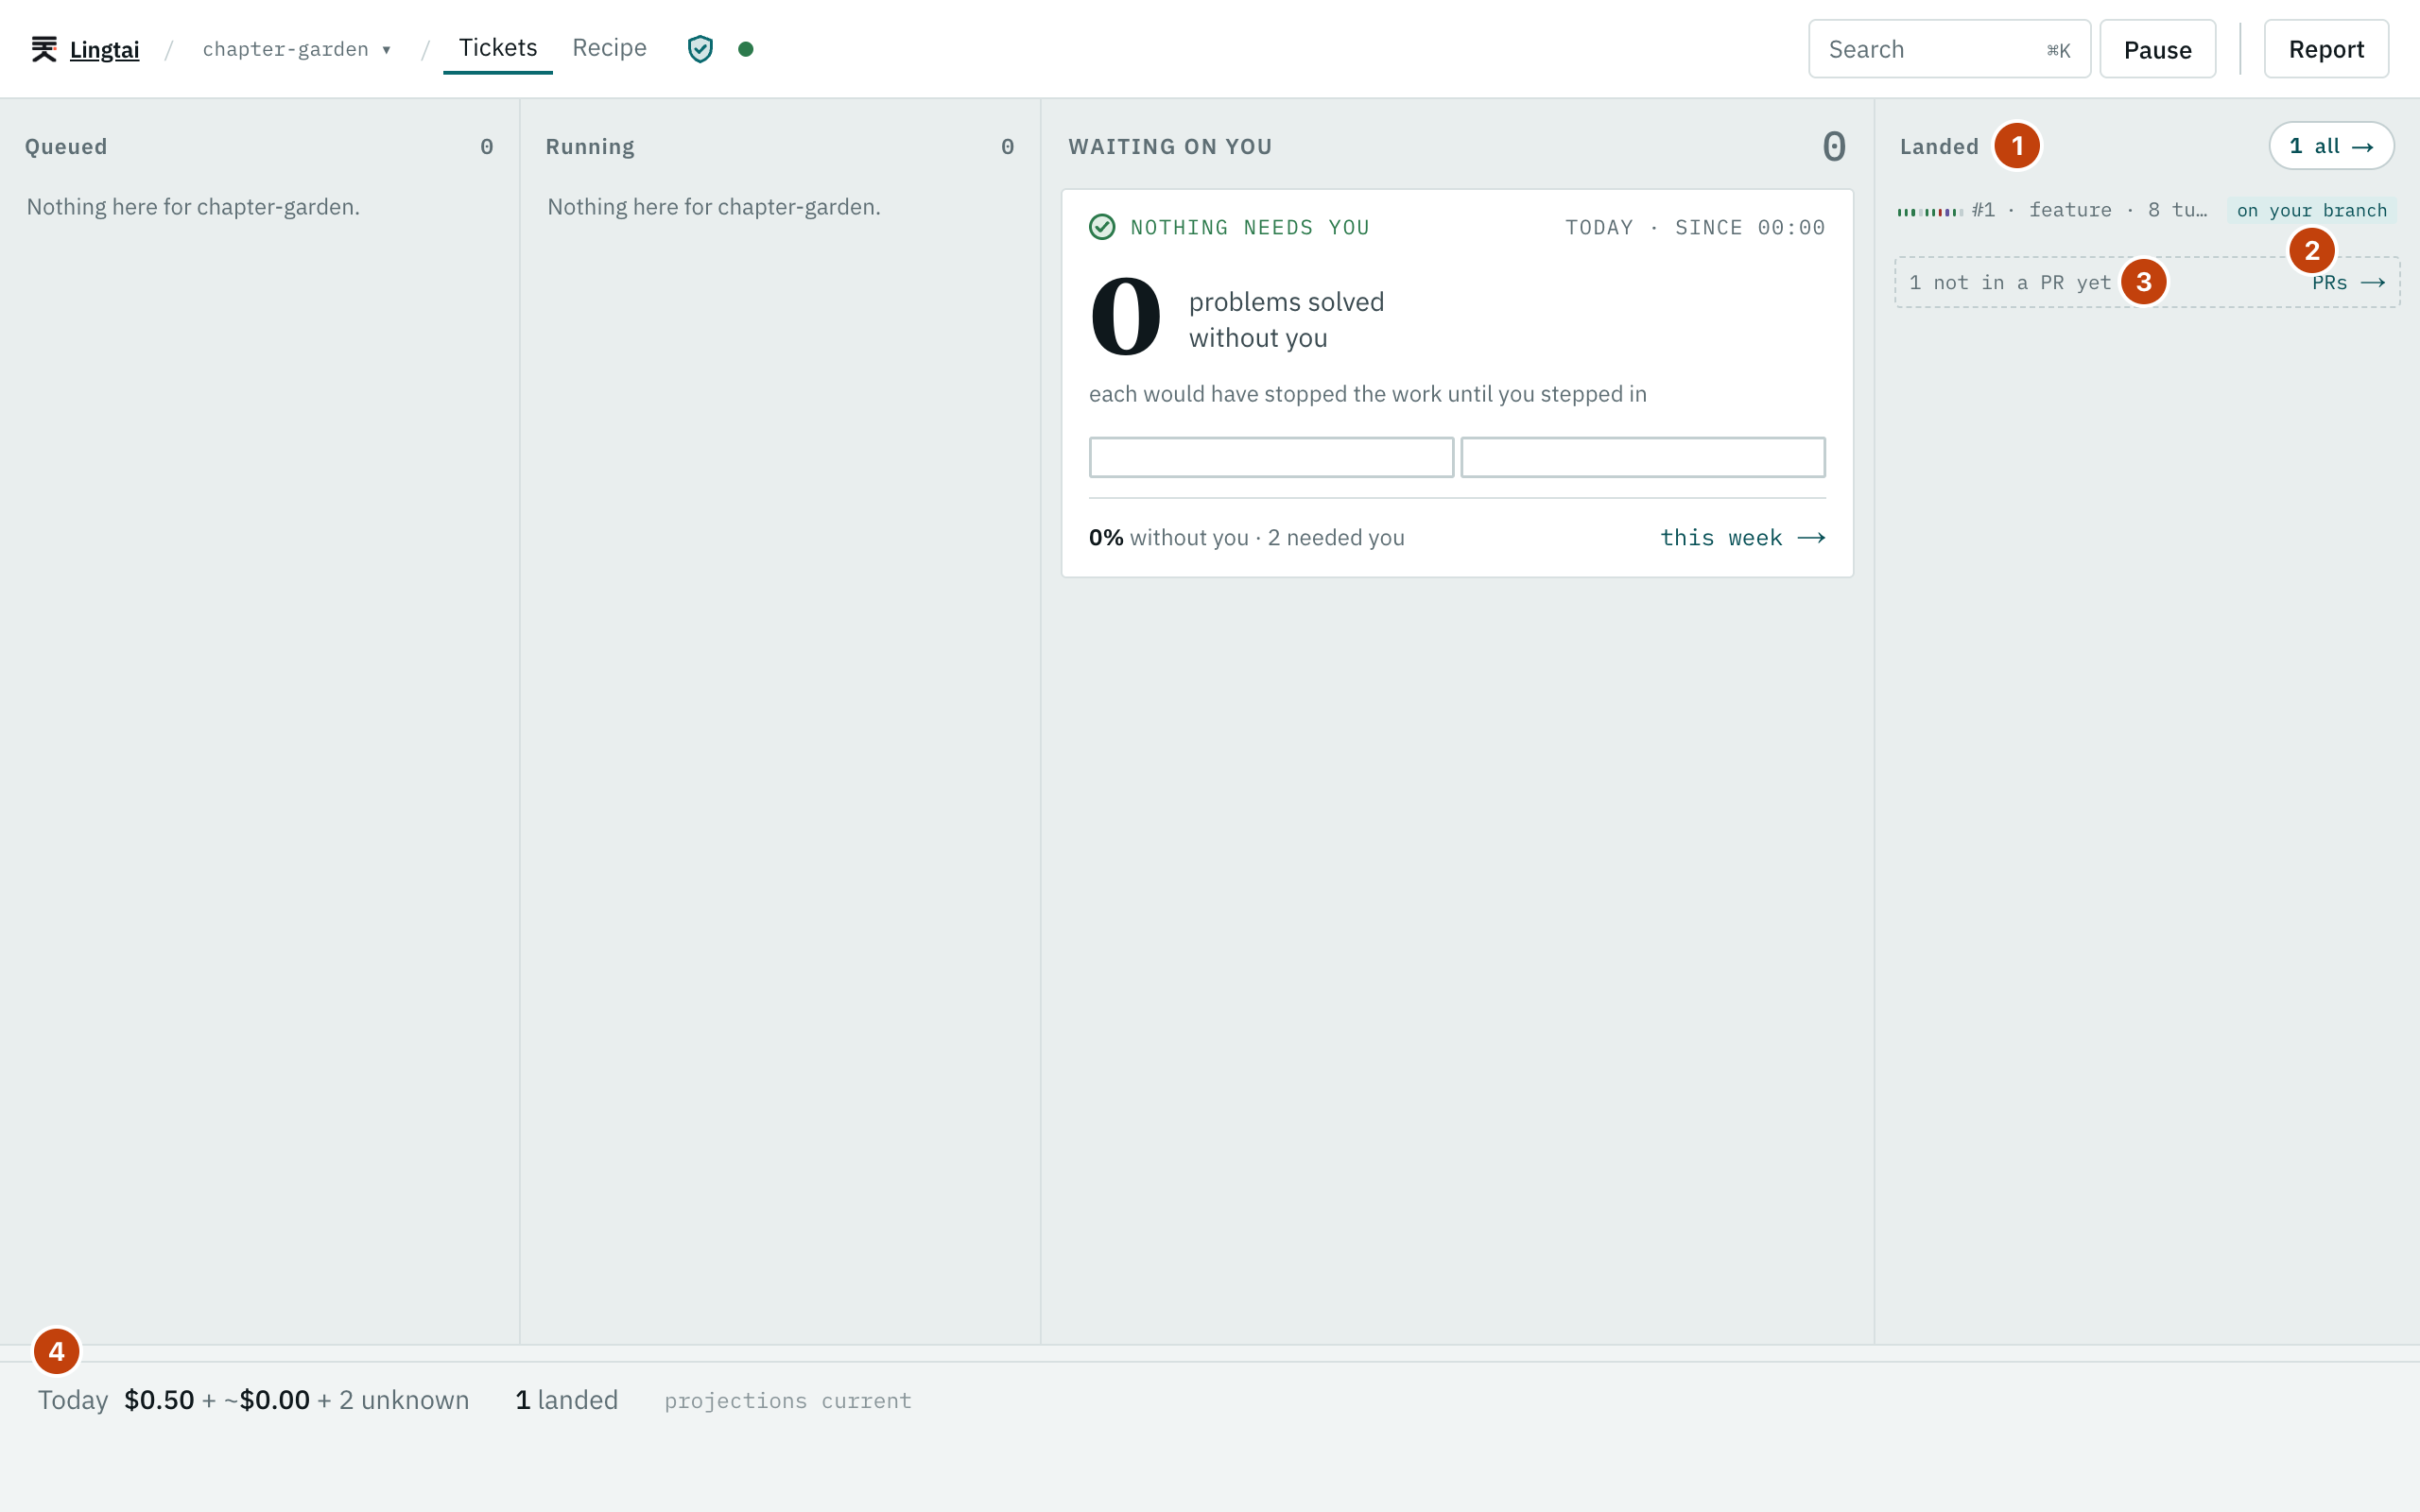 Lingtai / chapter-garden ▾ / Tickets Recipe Search ⌘K Pause Report
Queued 0
Nothing here for chapter-garden.
Running 0
Nothing here for chapter-garden.
WAITING ON YOU 0
NOTHING NEEDS YOU TODAY · SINCE 00:00
0 problems solved
without you
each would have stopped the work until you stepped in
0% without you · 2 needed you this week →
Landed 1 1 all →
#1 · feature · 8 tu… on your branch
2
1 not in a PR yet 3 PRs →
4
Today $0.50 + ~$0.00 + 2 unknown 1 landed projections current